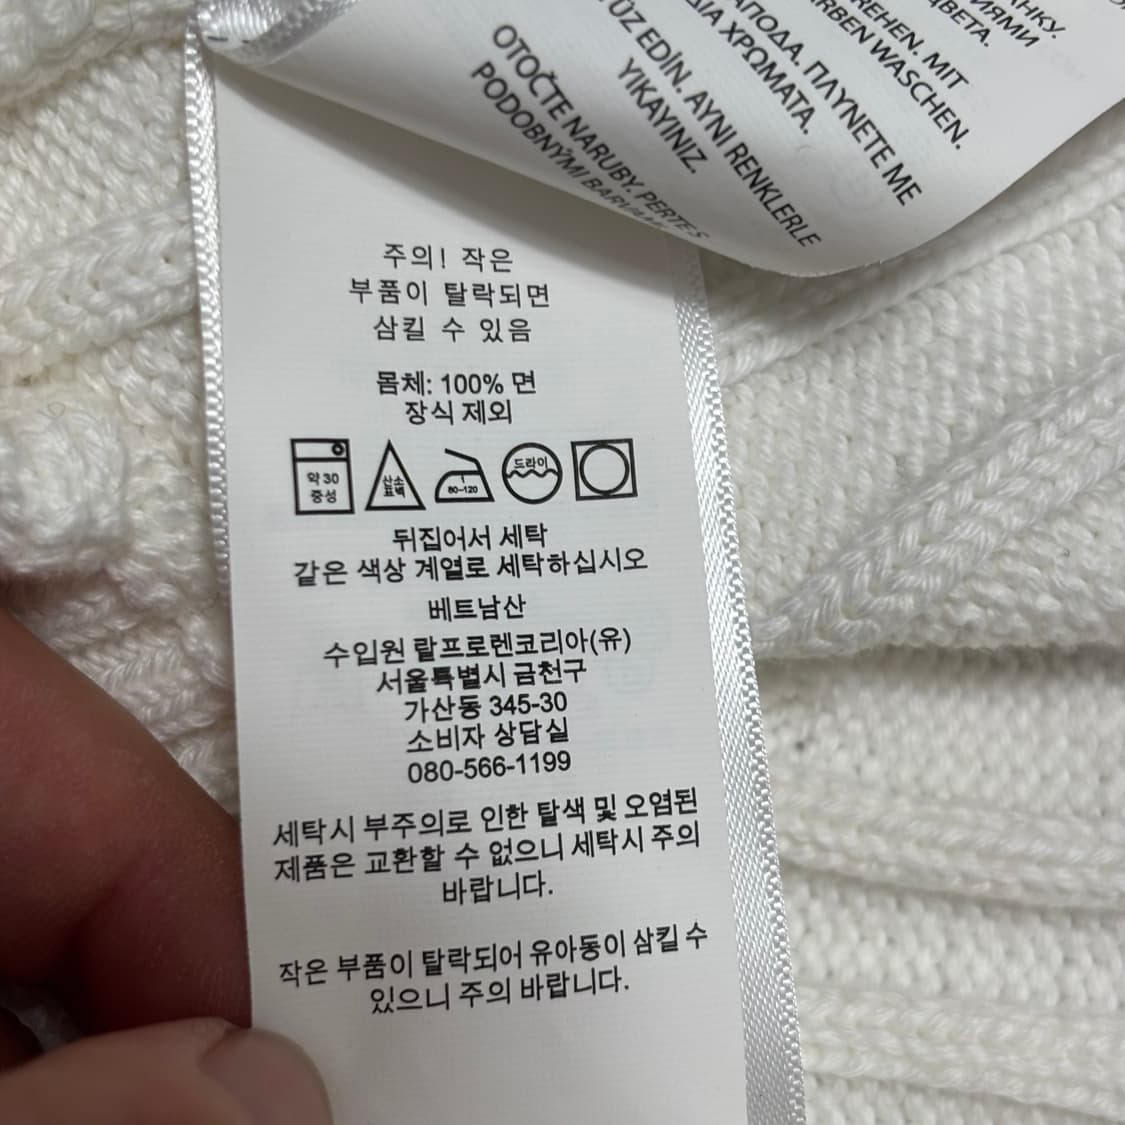 ЦВЕТА.
REHEN. MIT
RBEN WASCHEN.
ΠΛΥΝΕΤΕ ΜΕ
ΧΡΩΜΑΤΑ.
EDİN. AYNI RENKLERLE
YIKAYINIZ.
OTOČTE NARUBY. PERTE S
PODOBNÝMI BARVAMI
주의! 작은
부품이 탈락되면
삼킬 수 있음
몸체: 100% 면
장식 제외
약 30
중성
산소
표백
80~120
드라이
뒤집어서 세탁
같은 색상 계열로 세탁하십시오
베트남산
수입원 랄프로렌코리아(유)
서울특별시 금천구
가산동 345-30
소비자 상담실
080-566-1199
세탁시 부주의로 인한 탈색 및 오염된
제품은 교환할 수 없으니 세탁시 주의
바랍니다.
작은 부품이 탈락되어 유아동이 삼킬 수
있으니 주의 바랍니다.